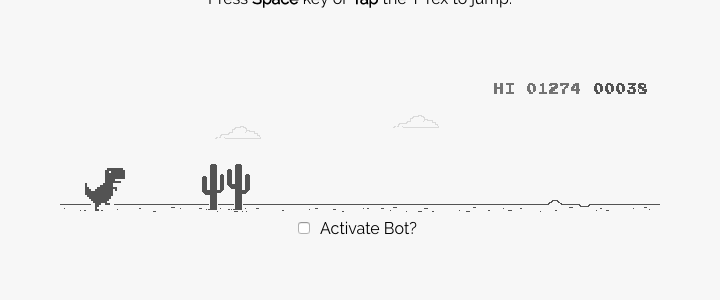 Press Space key or Tap the T-rex to jump.
HI 01274 00038
Activate Bot?